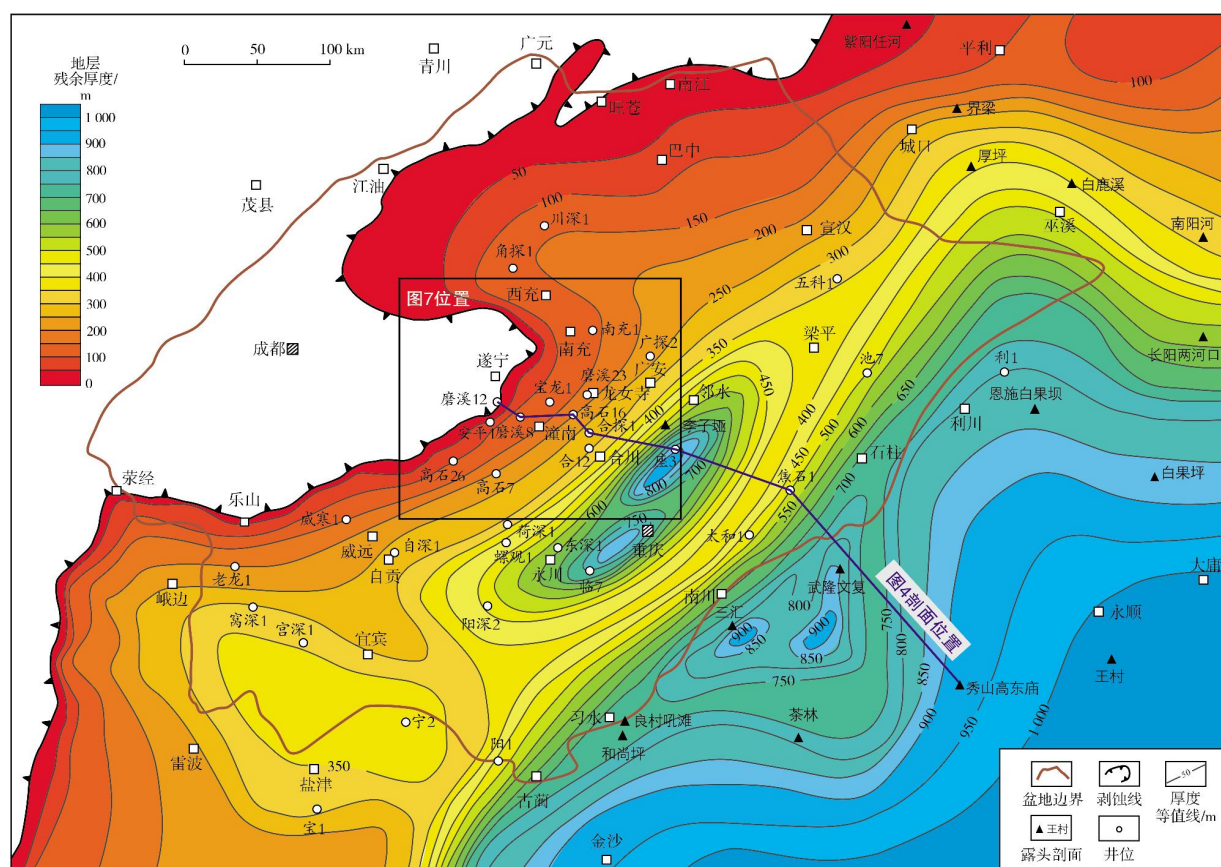 0 50 100 km
地层
残余厚度/
m
1 000
900
800
700
600
500
400
300
200
100
0
青川
广元
南江
旺苍
紫阳任河
平利
100
界梁
城口
厚坪
白鹿溪
巫溪
南阳河
巴中
江油
茂县
50
100
150
200
宣汉
300
川深1
角探1
五科1
250
图7位置
西充
南充
南充1
广探2
350
梁平
池7
650
利1
长阳两河口
恩施白果坝
利川
成都
遂宁
磨溪12
宝龙1
磨溪23
广安
龙女寺
高石16
400
450
邻水
李子垭
400
500
600
安平1
磨溪8
潼南
合探1
合12
合川
座3
700
800
450
焦石1
550
石柱
700
白果坪
高石26
高石7
600
荥经
乐山
威寒1
威远
自深1
自贡
荷深1
螺观1
东深1
永川
临7
750
重庆
太和1
老龙1
峨边
窝深1
宫深1
宜宾
阳深2
南川
三汇
武隆文复
800
900
850
900
850
750
750
800
850
图4剖面位置
大庙
永顺
王村
秀山高东庙
900
950
1 000
宁2
习水
良村吼滩
和尚坪
茶林
雷波
350
盐津
宝1
阳1
古蔺
金沙
盆地边界
剥蚀线
50
厚度
等值线/m
王村
露头剖面
井位